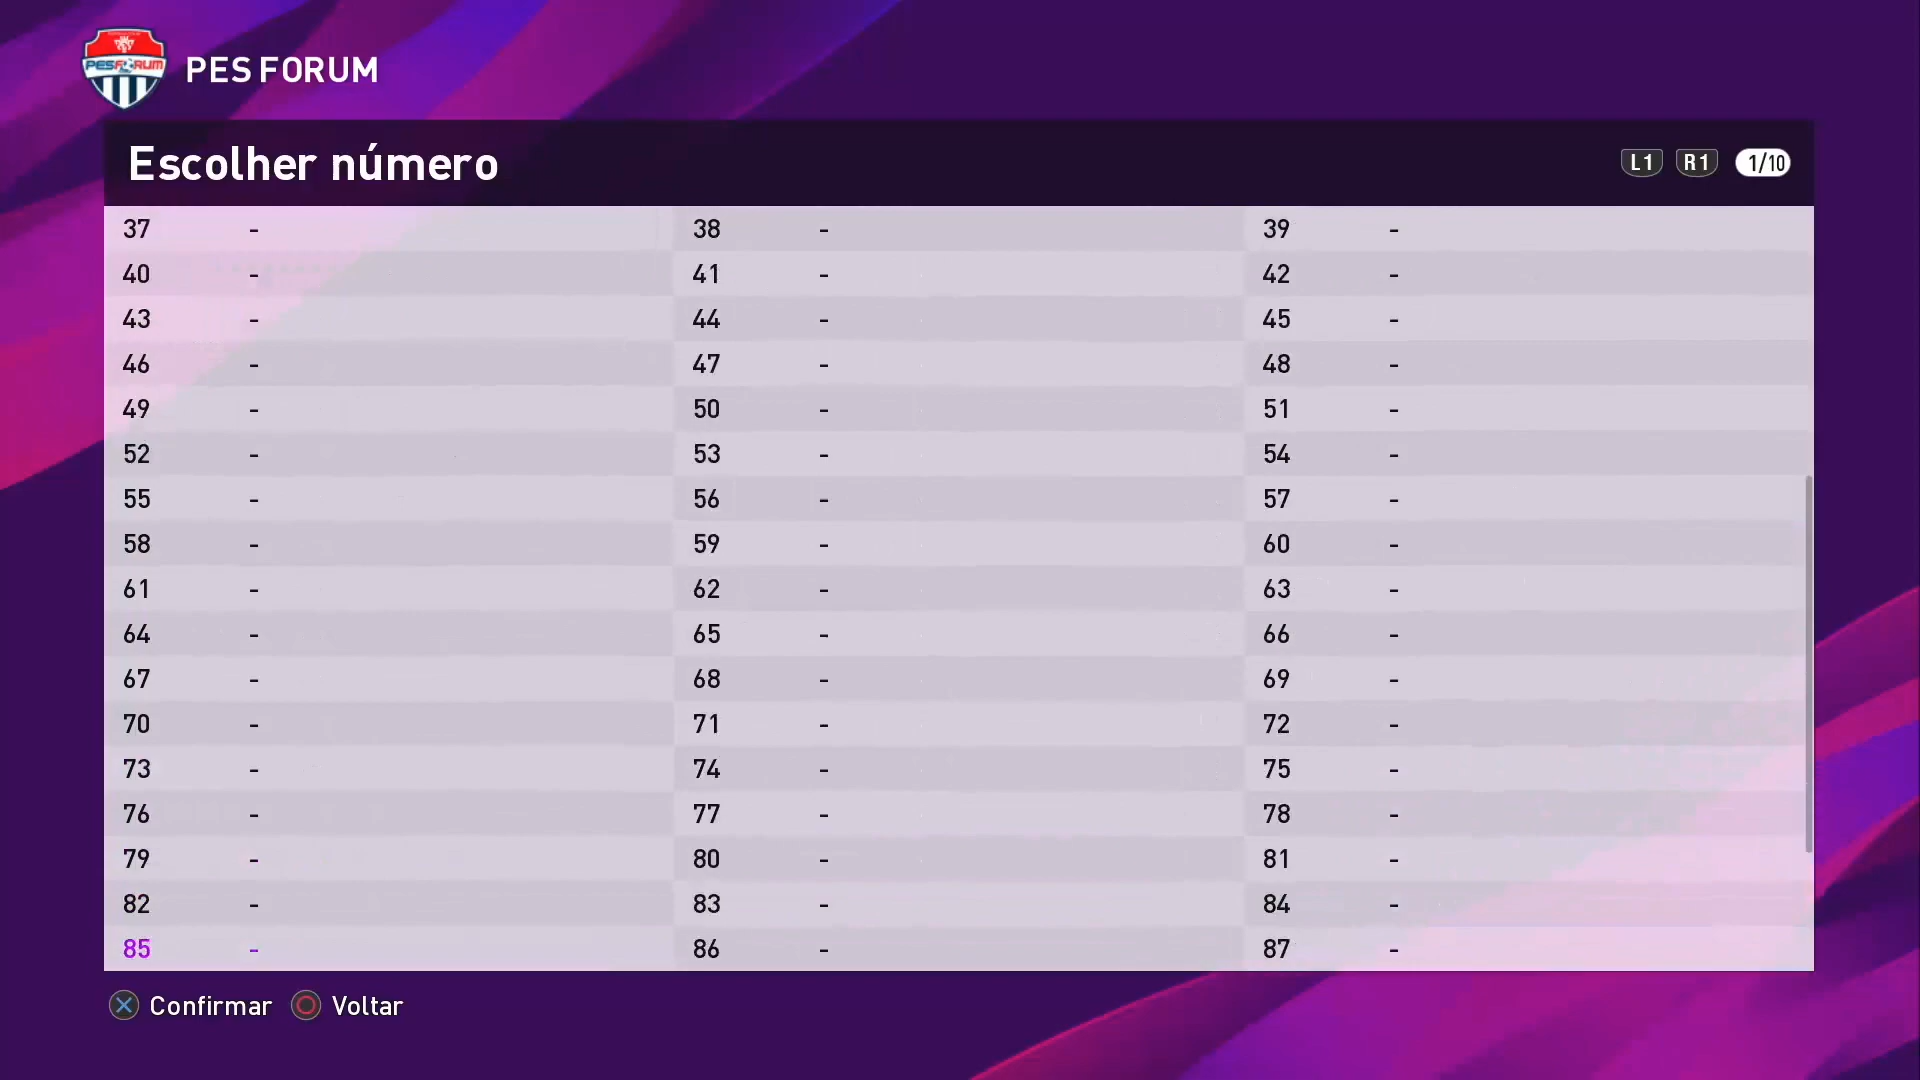 PESFORUM
PES FORUM
Escolher número
L1 R1 1/10
37 - 38 - 39 -
40 - 41 - 42 -
43 - 44 - 45 -
46 - 47 - 48 -
49 - 50 - 51 -
52 - 53 - 54 -
55 - 56 - 57 -
58 - 59 - 60 -
61 - 62 - 63 -
64 - 65 - 66 -
67 - 68 - 69 -
70 - 71 - 72 -
73 - 74 - 75 -
76 - 77 - 78 -
79 - 80 - 81 -
82 - 83 - 84 -
85 - 86 - 87 -
Confirmar Voltar